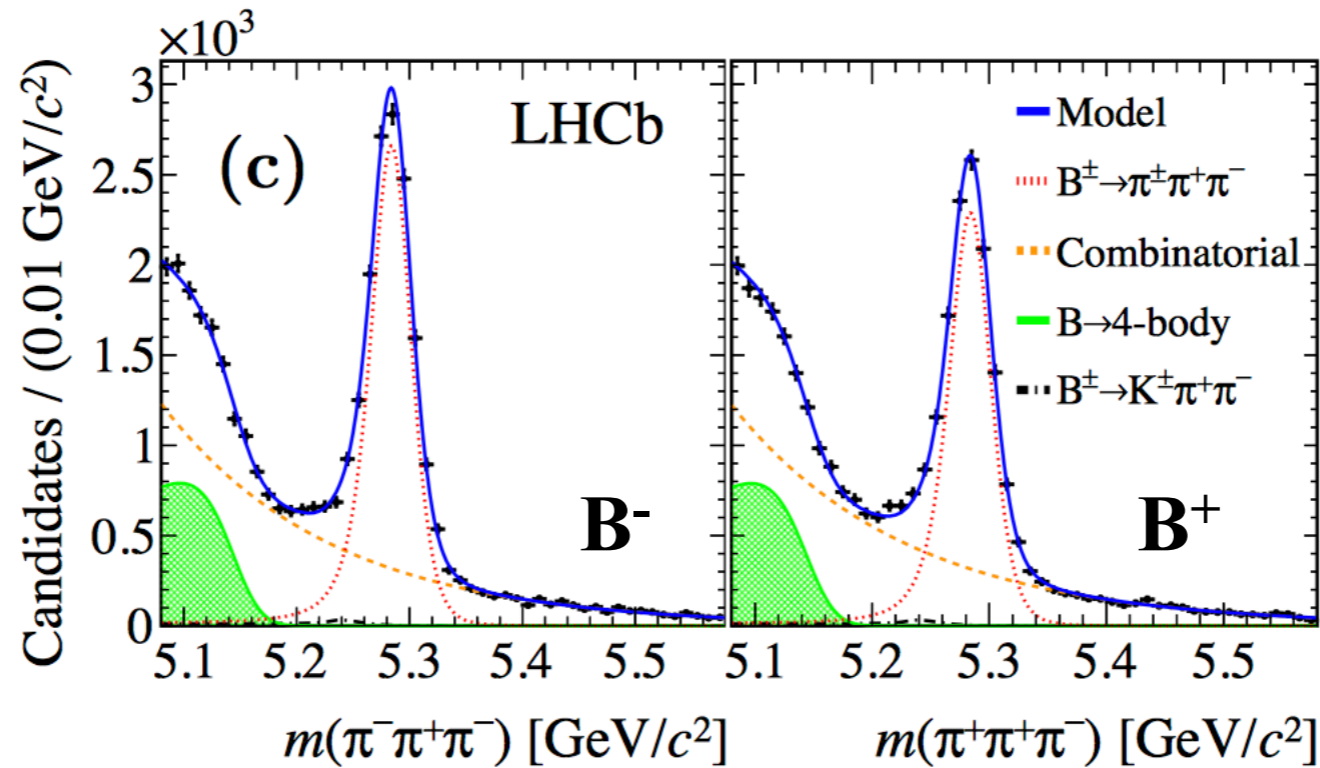 ×10³
Candidates / (0.01 GeV/c²)
3
2.5
2
1.5
1
0.5
0
(c)
LHCb
B⁻
5.1 5.2 5.3 5.4 5.5
m(π⁻π⁺π⁻) [GeV/c²]
Model
B±→π±π⁺π⁻
Combinatorial
B→4-body
B±→K±π⁺π⁻
B⁺
5.1 5.2 5.3 5.4 5.5
m(π⁺π⁺π⁻) [GeV/c²]